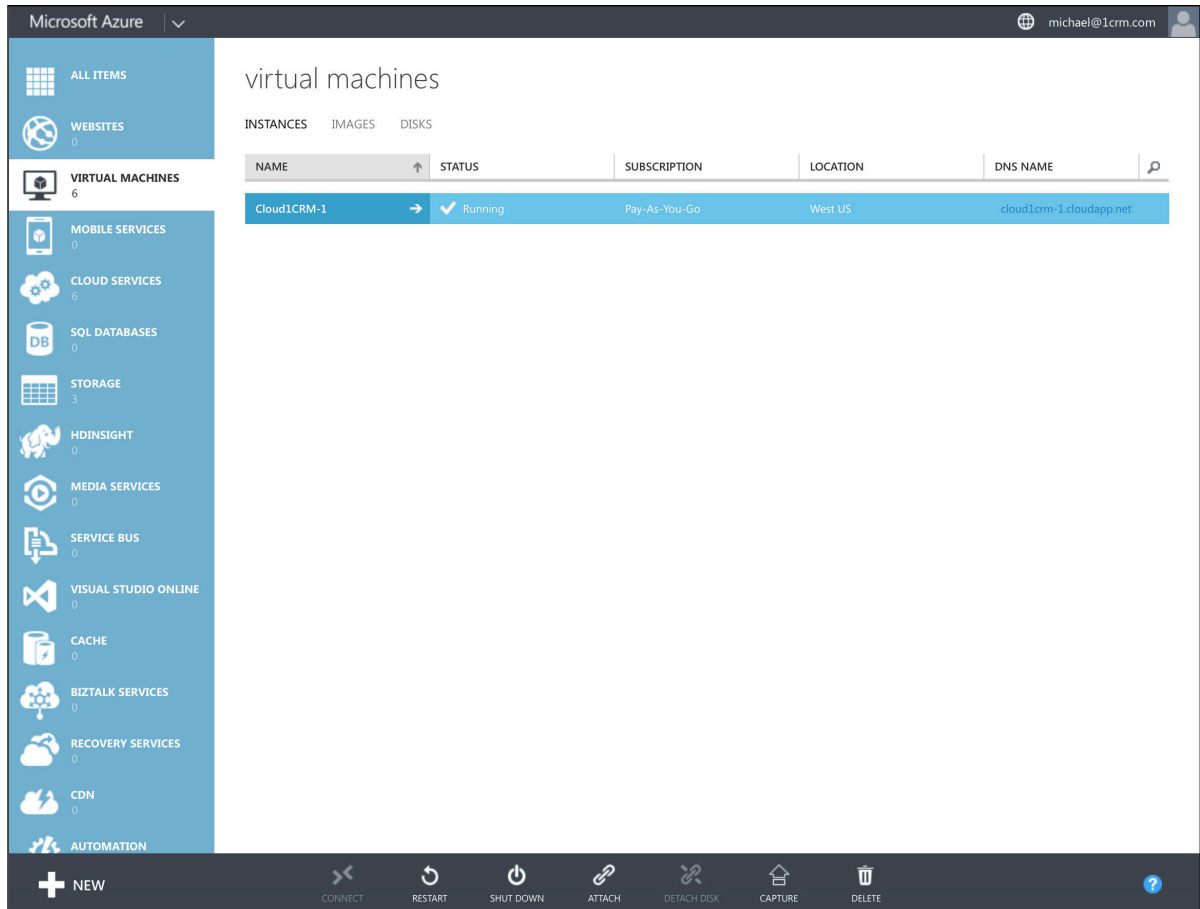 Microsoft Azure
michael@1crm.com
ALL ITEMS
WEBSITES
0
VIRTUAL MACHINES
6
MOBILE SERVICES
0
CLOUD SERVICES
6
SQL DATABASES
0
DB
STORAGE
3
HDINSIGHT
0
MEDIA SERVICES
0
SERVICE BUS
0
VISUAL STUDIO ONLINE
0
CACHE
0
BIZTALK SERVICES
0
RECOVERY SERVICES
0
CDN
0
AUTOMATION
virtual machines
INSTANCES IMAGES DISKS
NAME STATUS SUBSCRIPTION LOCATION DNS NAME
Cloud1CRM-1 Running Pay-As-You-Go West US cloud1crm-1.cloudapp.net
NEW
CONNECT RESTART SHUT DOWN ATTACH DETACH DISK CAPTURE DELETE
?